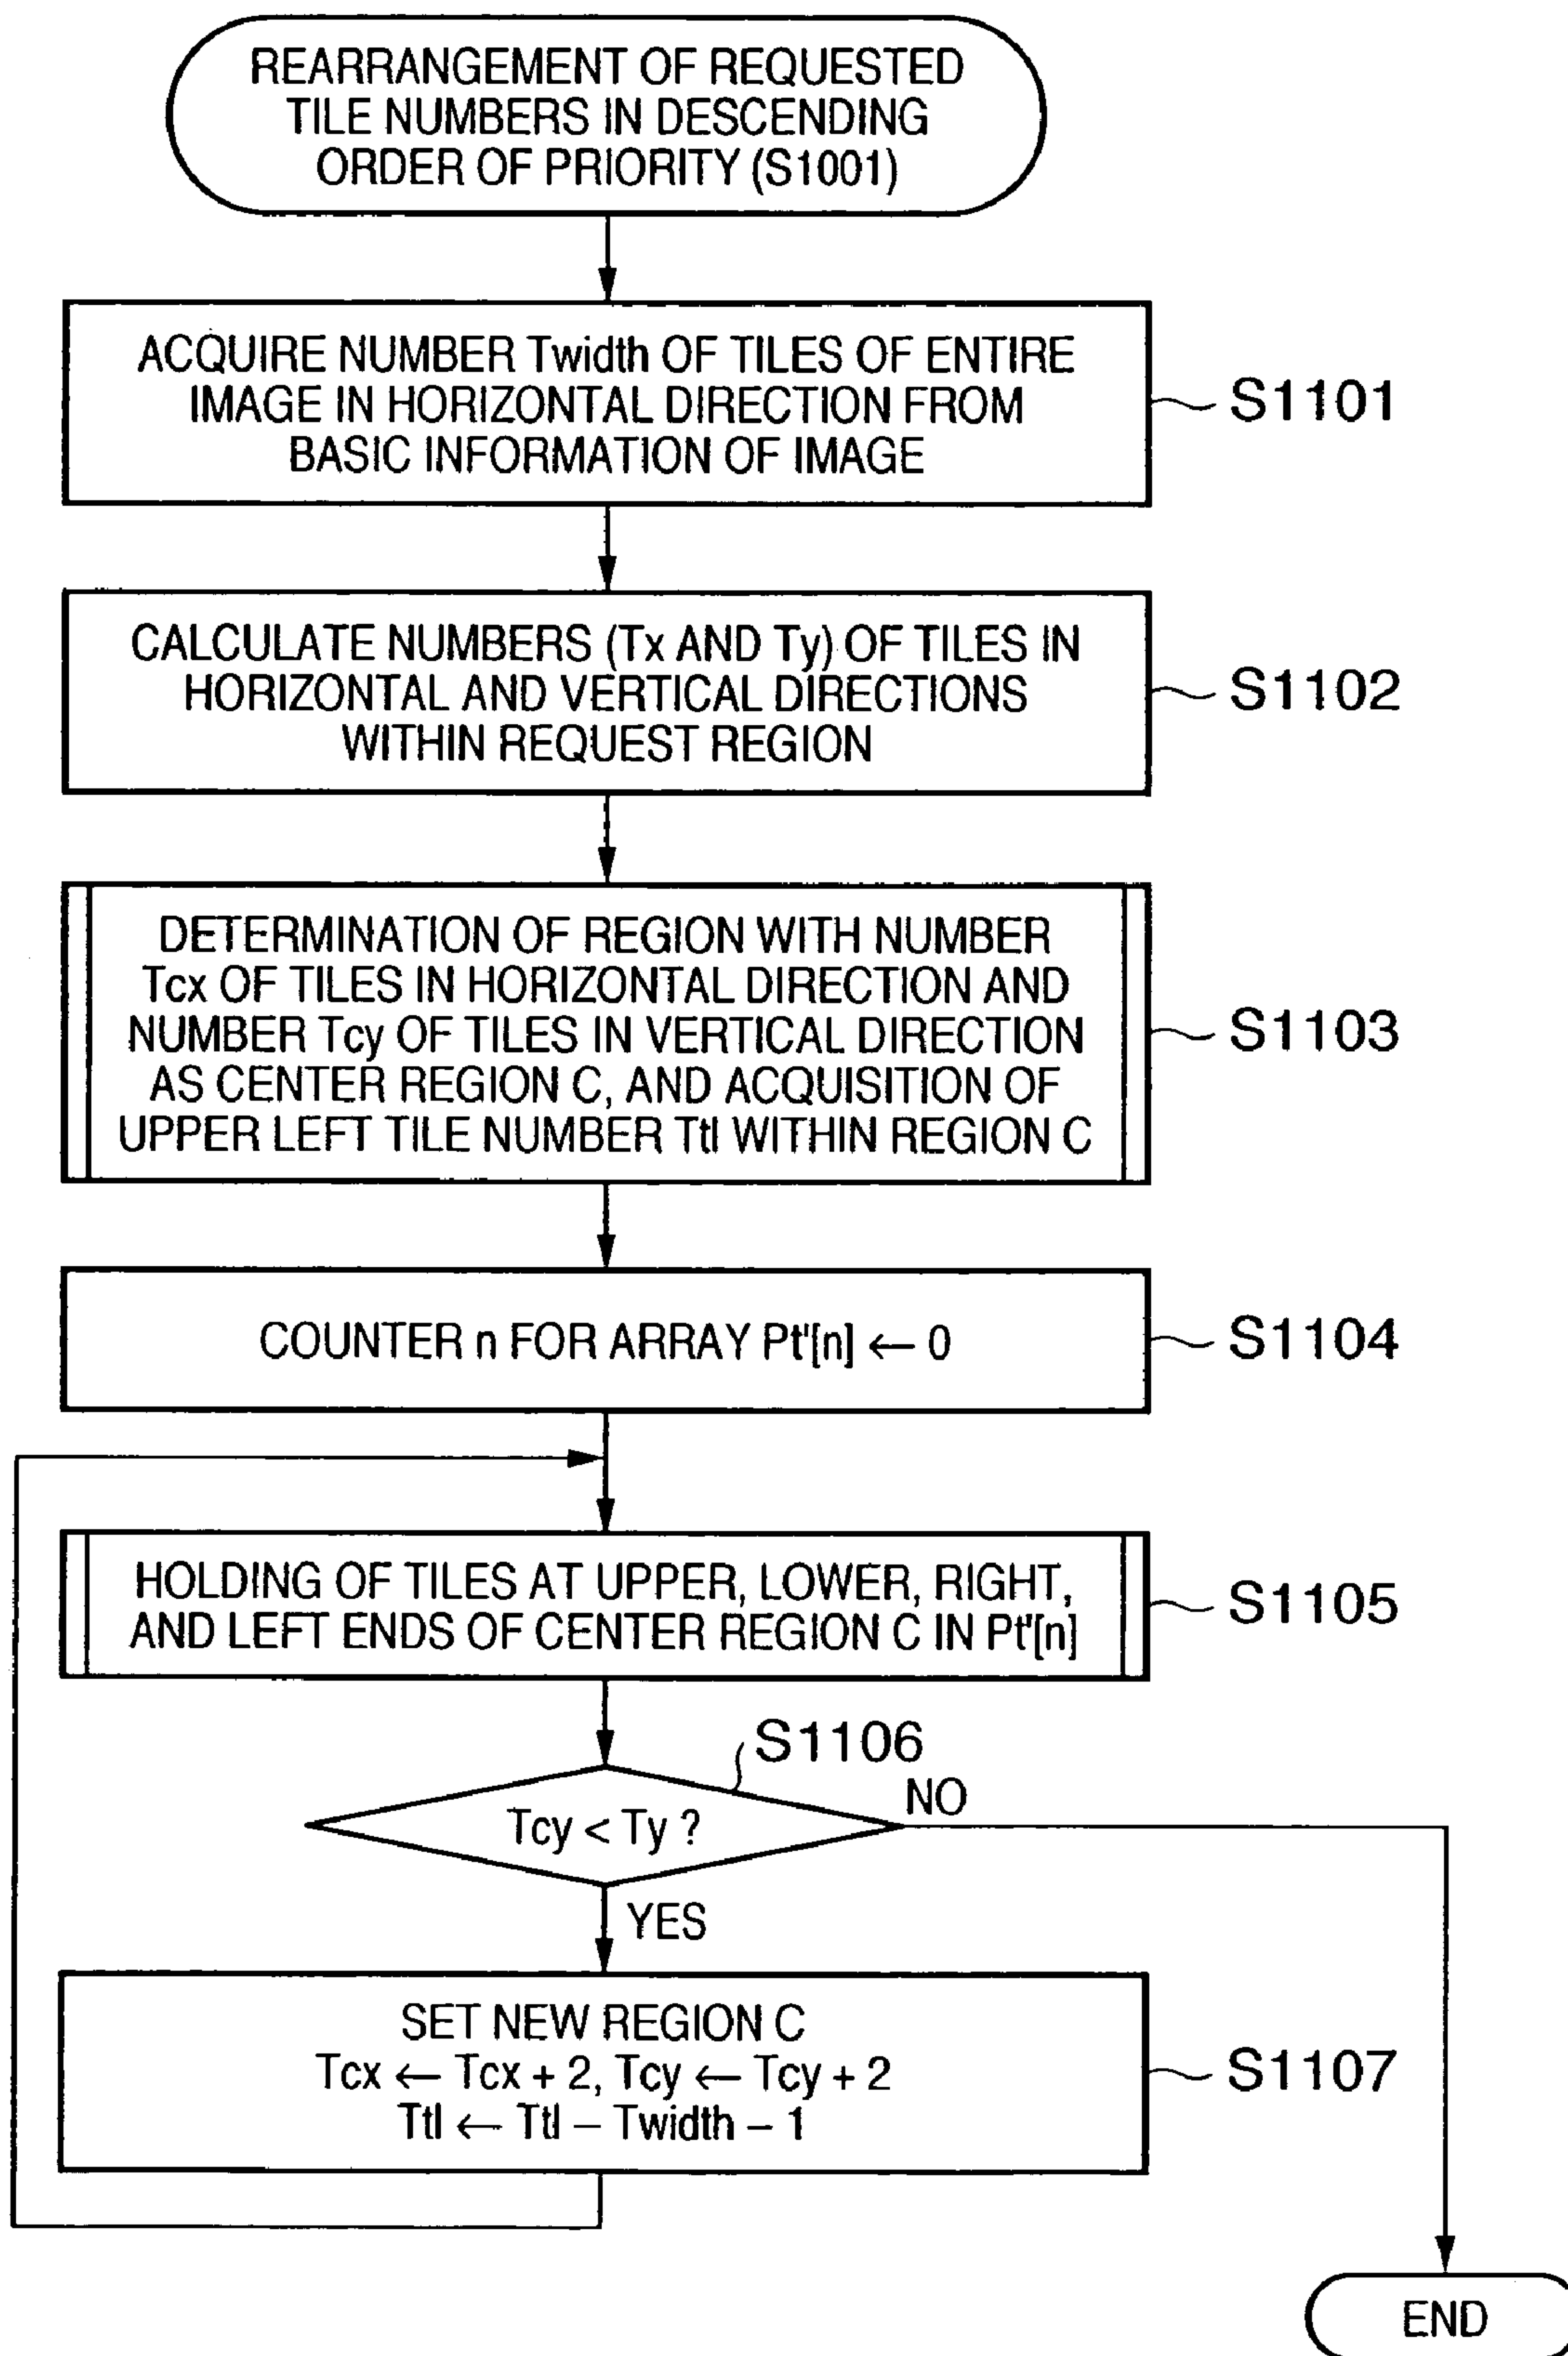 REARRANGEMENT OF REQUESTED
TILE NUMBERS IN DESCENDING
ORDER OF PRIORITY (S1001)
ACQUIRE NUMBER Twidth OF TILES OF ENTIRE
IMAGE IN HORIZONTAL DIRECTION FROM
BASIC INFORMATION OF IMAGE
S1101
CALCULATE NUMBERS (Tx AND Ty) OF TILES IN
HORIZONTAL AND VERTICAL DIRECTIONS
WITHIN REQUEST REGION
S1102
DETERMINATION OF REGION WITH NUMBER
Tcx OF TILES IN HORIZONTAL DIRECTION AND
NUMBER Tcy OF TILES IN VERTICAL DIRECTION
AS CENTER REGION C, AND ACQUISITION OF
UPPER LEFT TILE NUMBER Ttl WITHIN REGION C
S1103
COUNTER n FOR ARRAY Pt'[n] ← 0
S1104
HOLDING OF TILES AT UPPER, LOWER, RIGHT,
AND LEFT ENDS OF CENTER REGION C IN Pt'[n]
S1105
S1106
Tcy < Ty ?
NO
YES
SET NEW REGION C
Tcx ← Tcx + 2, Tcy ← Tcy + 2
Ttl ← Ttl – Twidth – 1
S1107
END